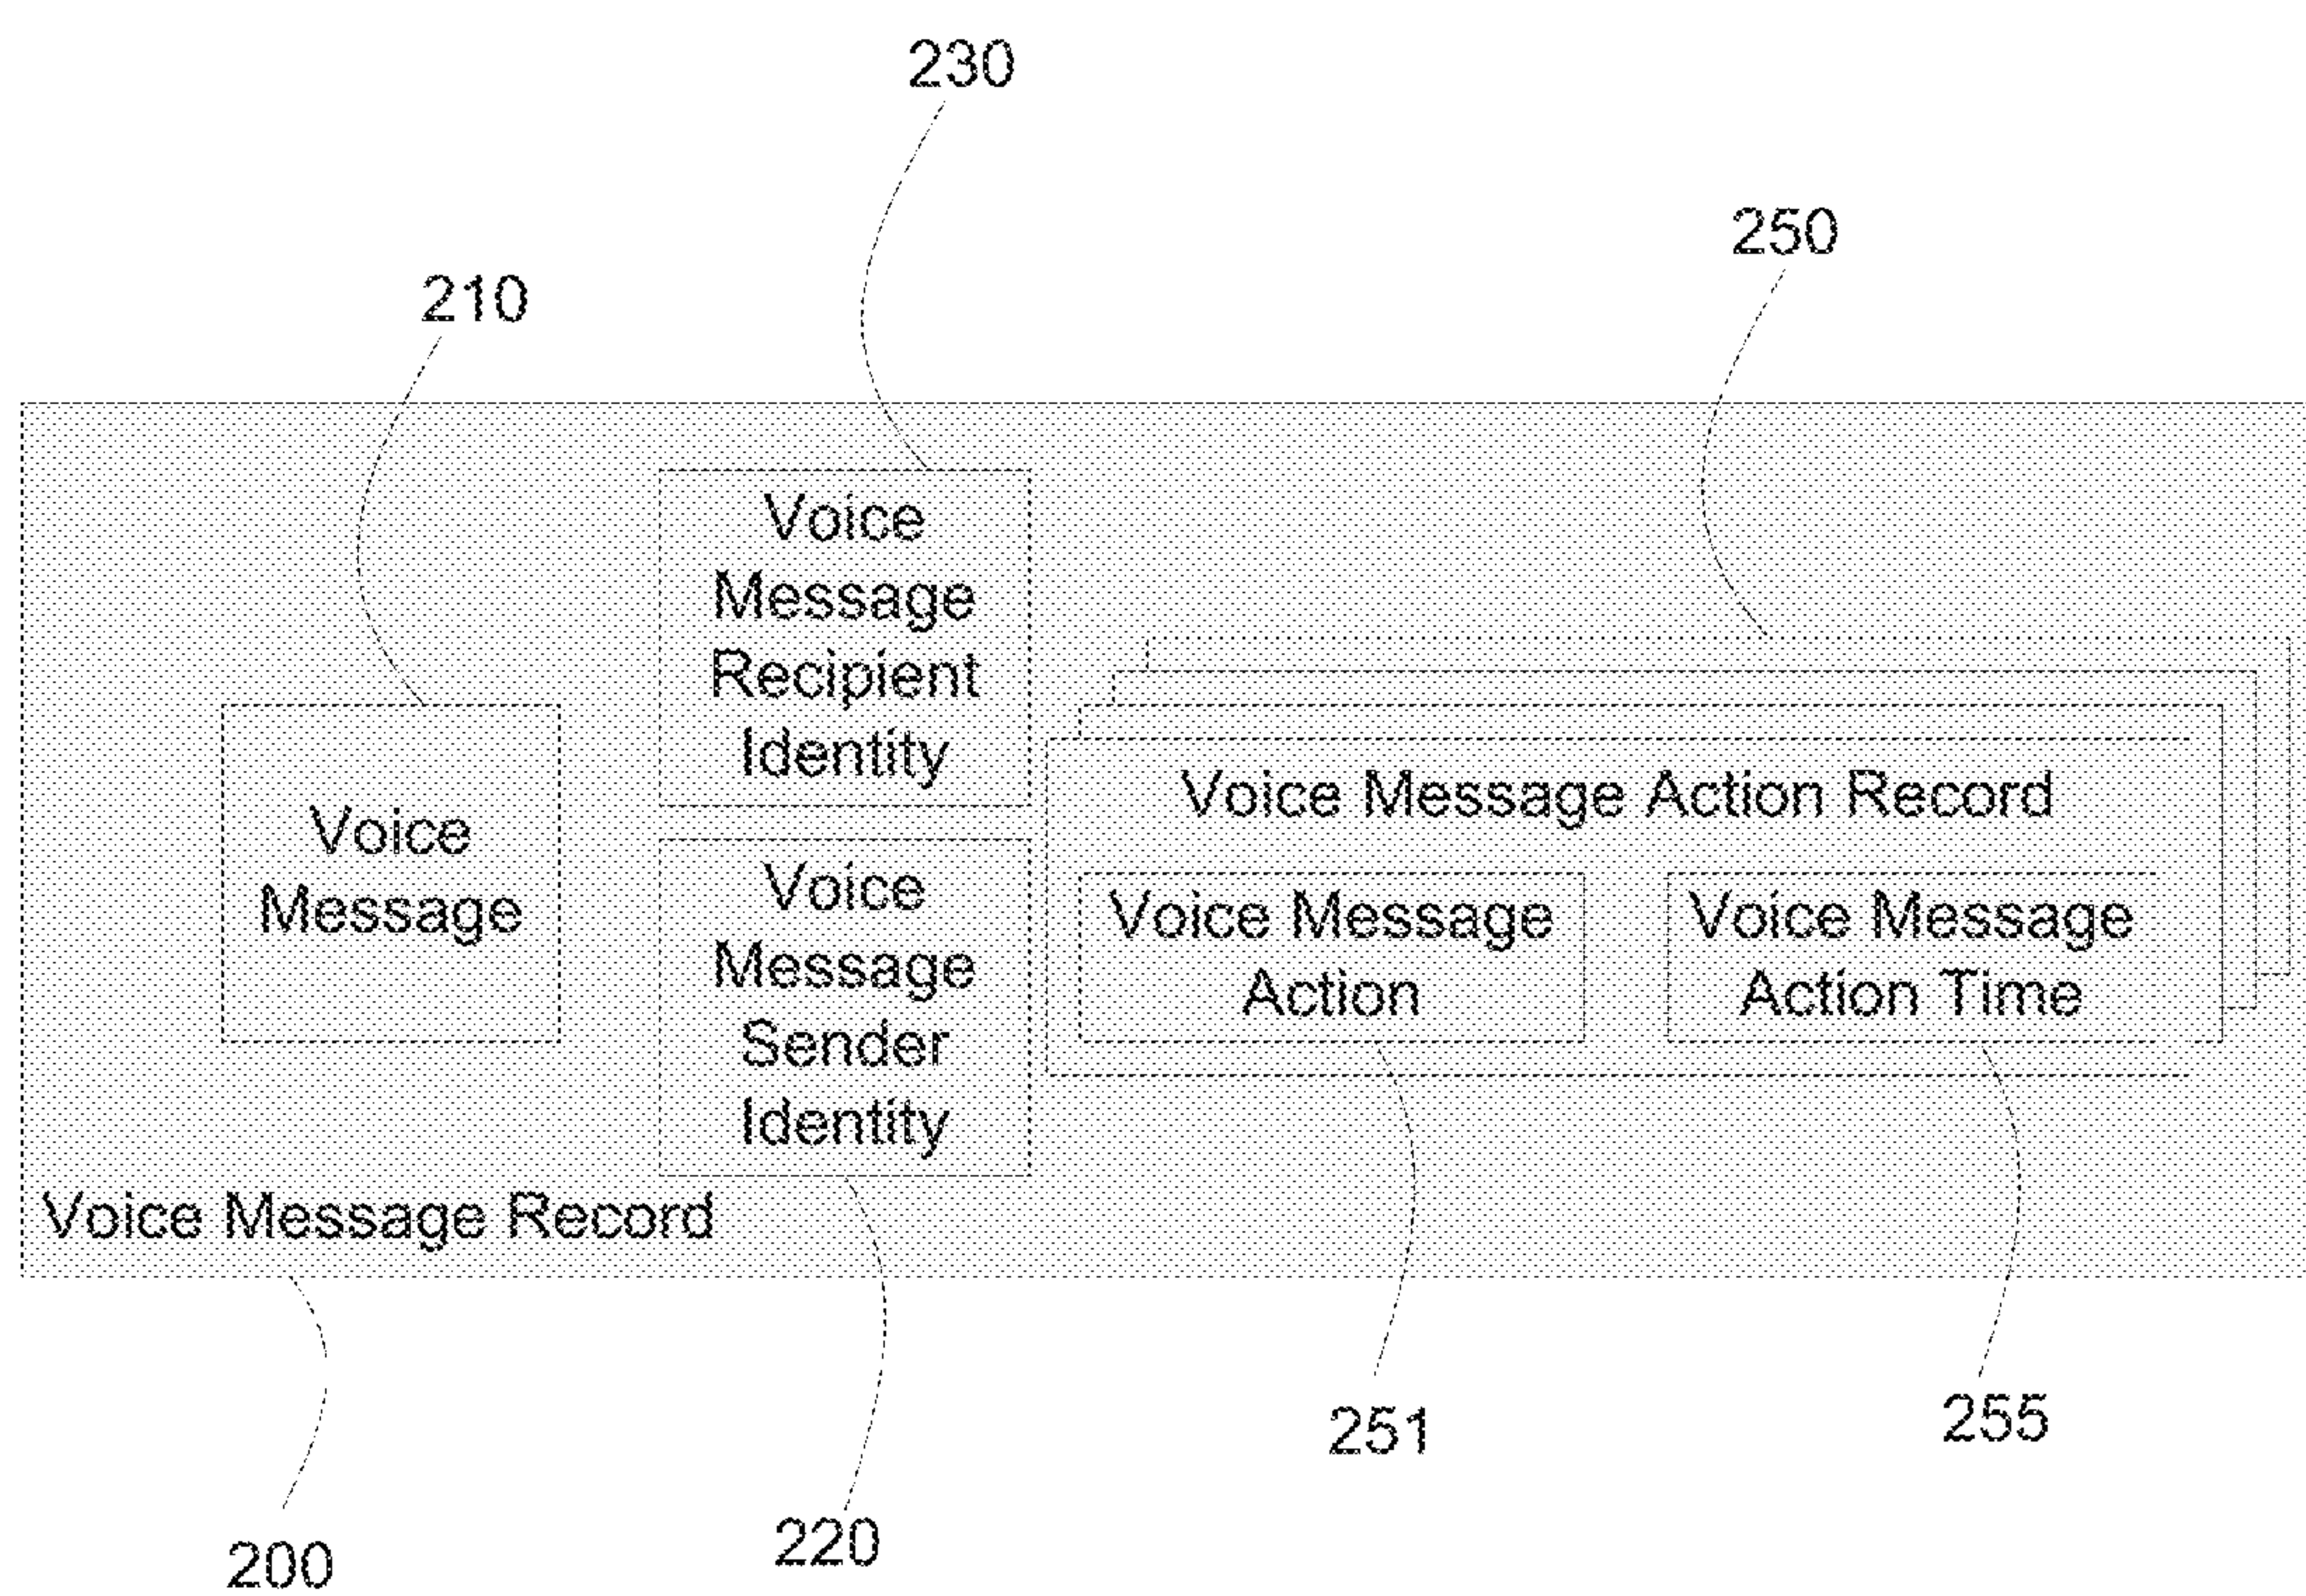 230
250
210
Voice
Message
Recipient
Identity
Voice
Message
Voice
Message
Sender
Identity
Voice Message Action Record
Voice Message
Action
Voice Message
Action Time
Voice Message Record
251
255
220
200